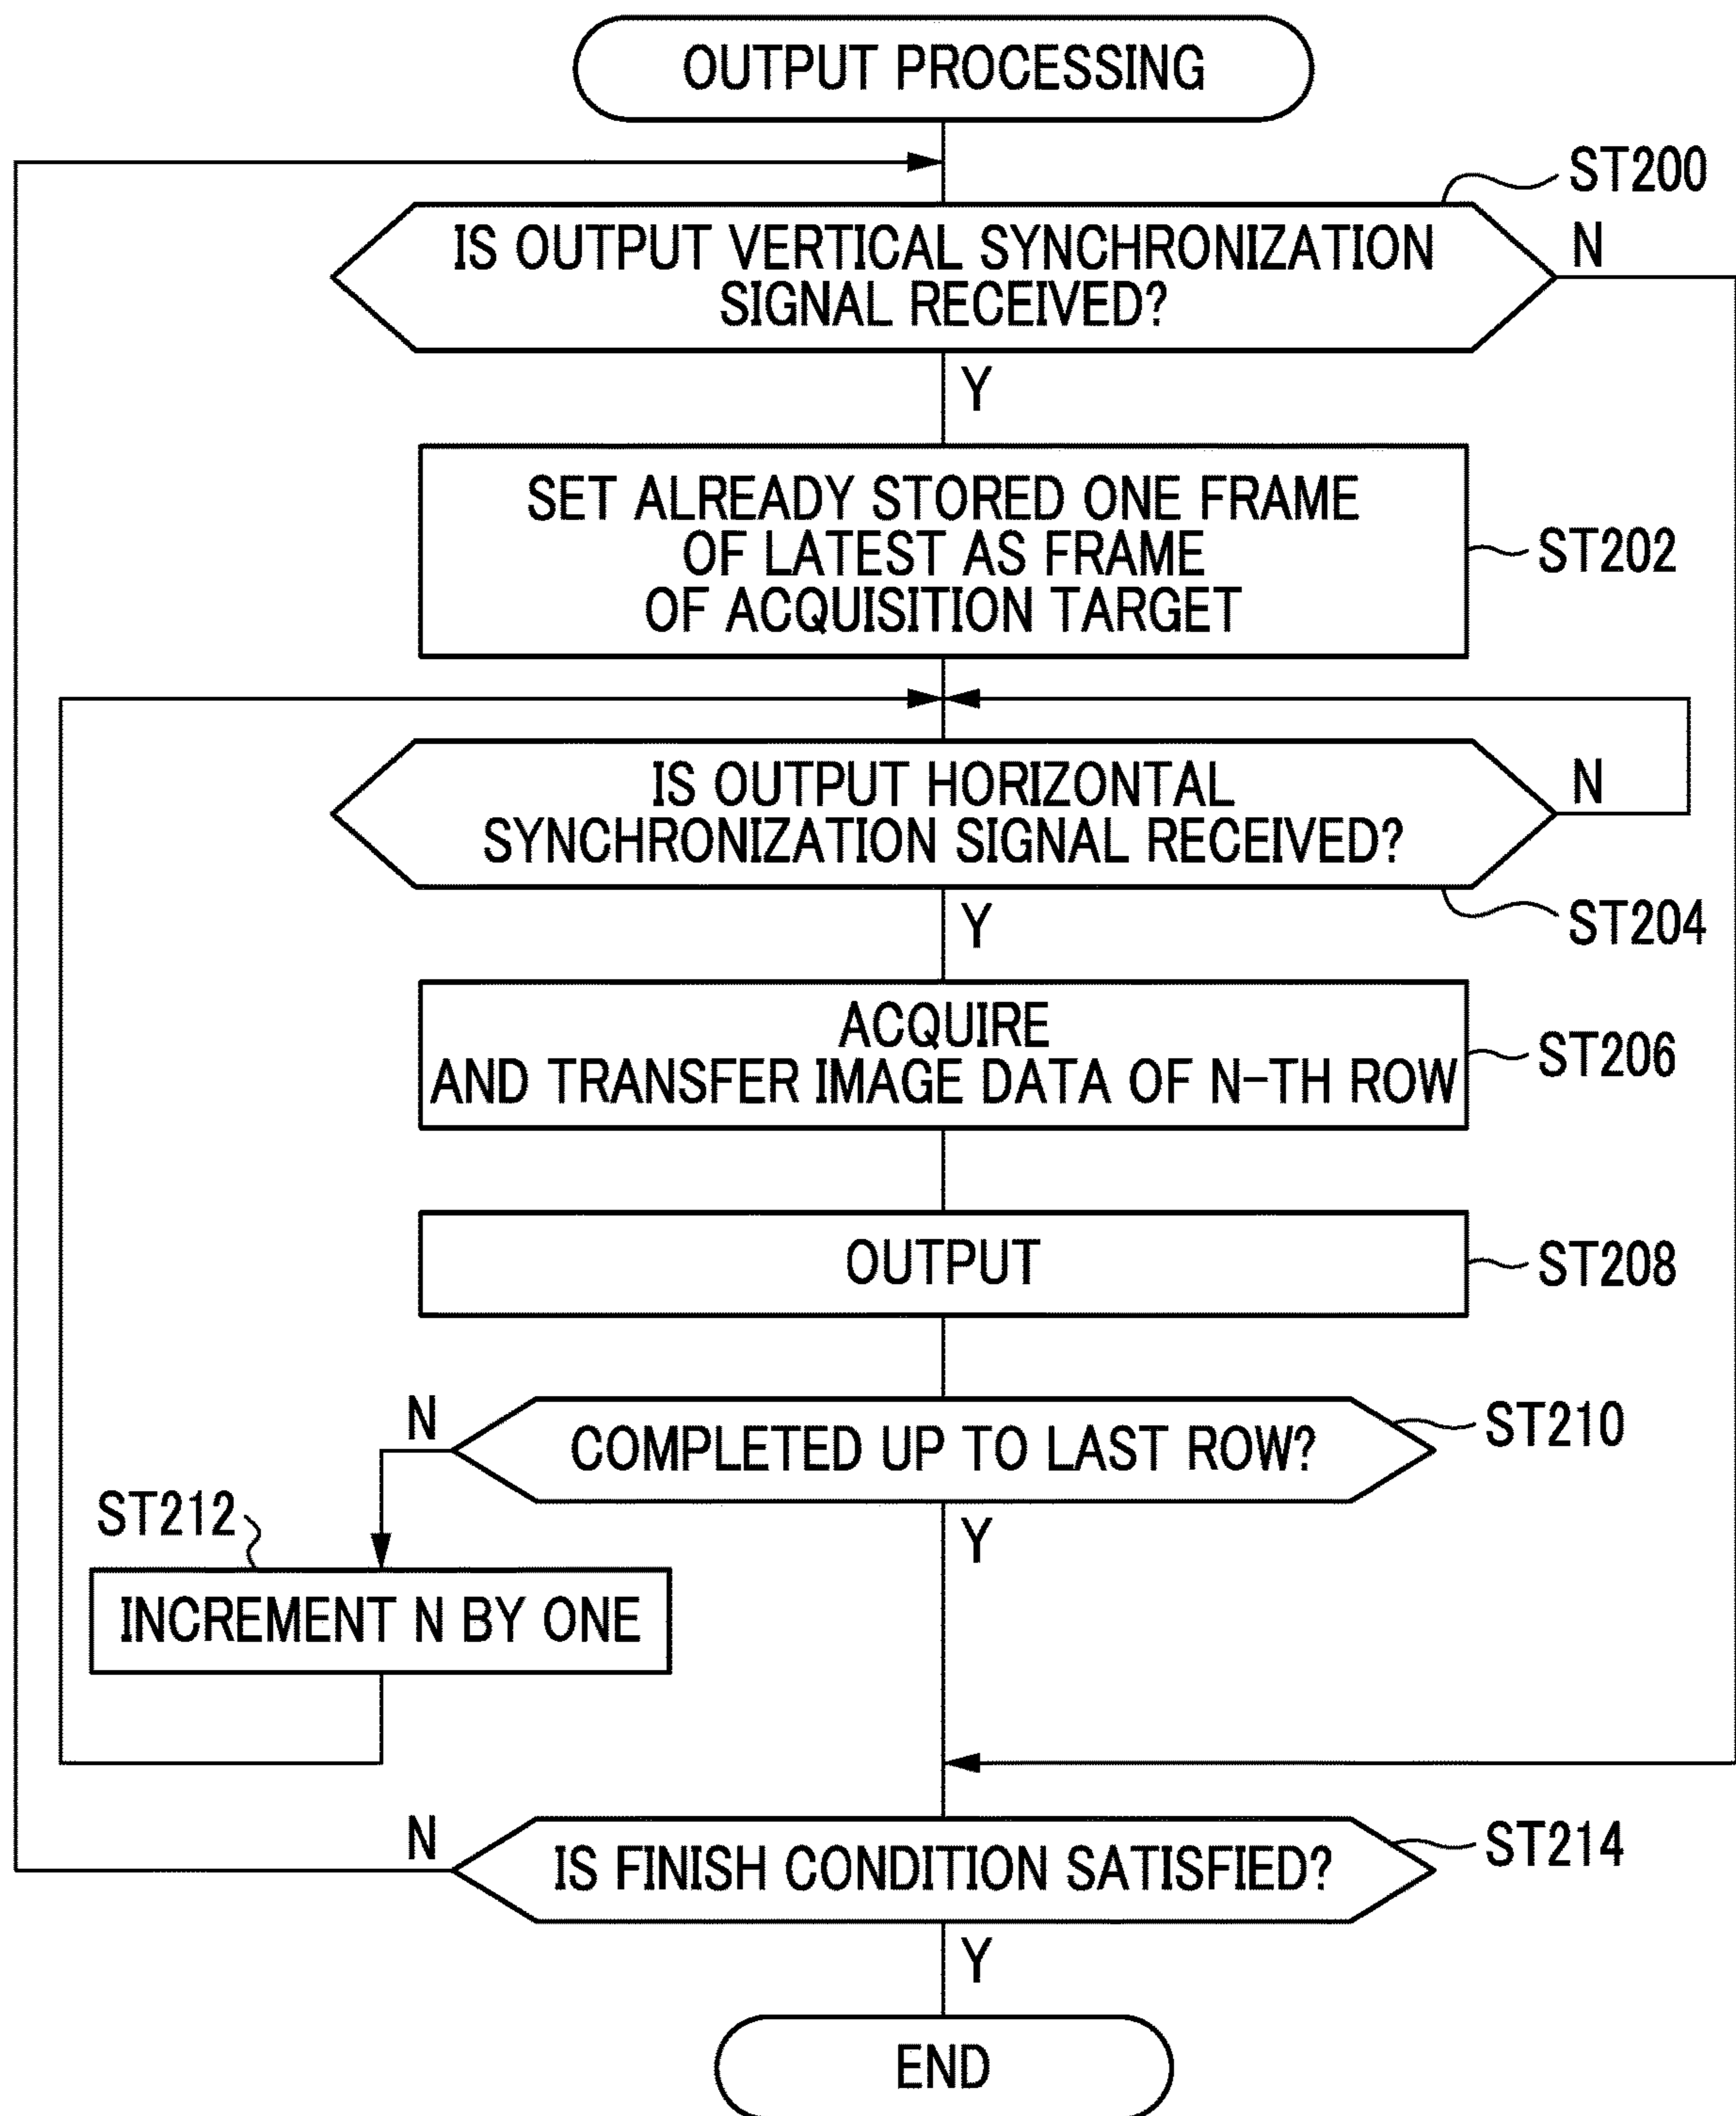 OUTPUT PROCESSING
ST200
IS OUTPUT VERTICAL SYNCHRONIZATION
SIGNAL RECEIVED?
N
Y
SET ALREADY STORED ONE FRAME
OF LATEST AS FRAME
OF ACQUISITION TARGET
ST202
IS OUTPUT HORIZONTAL
SYNCHRONIZATION SIGNAL RECEIVED?
N
ST204
Y
ACQUIRE
AND TRANSFER IMAGE DATA OF N-TH ROW
ST206
OUTPUT
ST208
N
COMPLETED UP TO LAST ROW?
ST210
Y
ST212
INCREMENT N BY ONE
N
IS FINISH CONDITION SATISFIED?
ST214
Y
END